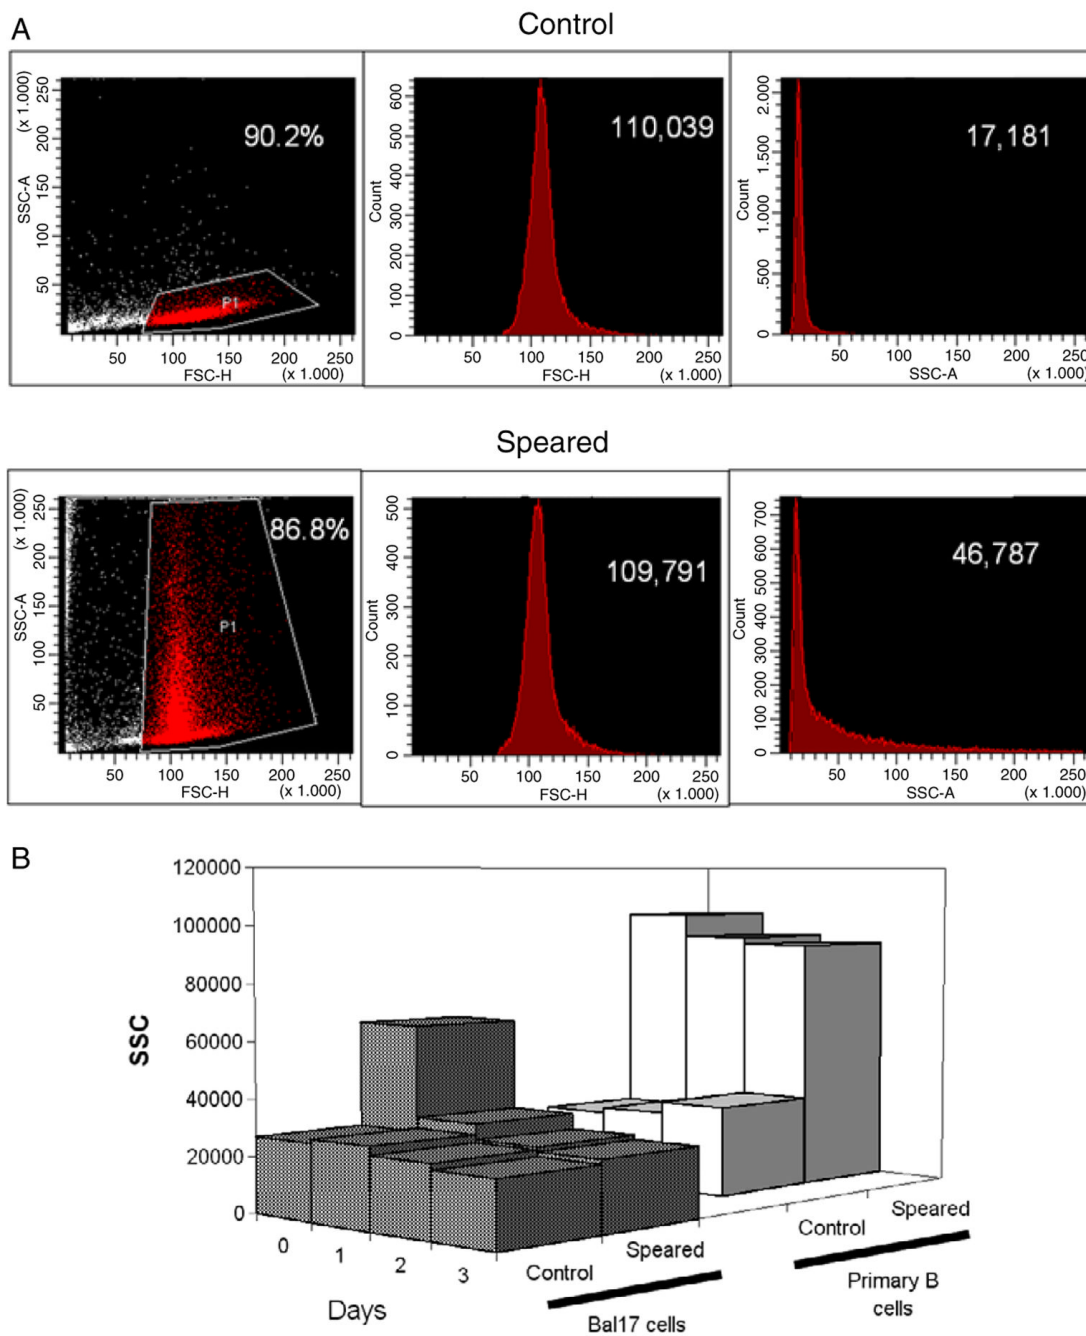 A
Control
SSC-A
(x 1.000)
250
200
150
100
50
90.2%
P1
50
100
150
200
250
FSC-H
(x 1.000)
Count
600
500
400
300
200
100
0
110,039
50
100
150
200
250
FSC-H
(x 1.000)
Count
2.000
1.500
1.000
.500
0
17,181
50
100
150
200
250
SSC-A
(x 1.000)
Speared
SSC-A
(x 1.000)
250
200
150
100
50
86.8%
P1
50
100
150
200
250
FSC-H
(x 1.000)
Count
500
400
300
200
100
0
109,791
50
100
150
200
250
FSC-H
(x 1.000)
Count
700
600
500
400
300
200
100
0
46,787
50
100
150
200
250
SSC-A
(x 1.000)
B
SSC
120000
100000
80000
60000
40000
20000
0
0
1
2
3
Days
Control
Speared
Bal17 cells
Control
Speared
Primary B
cells